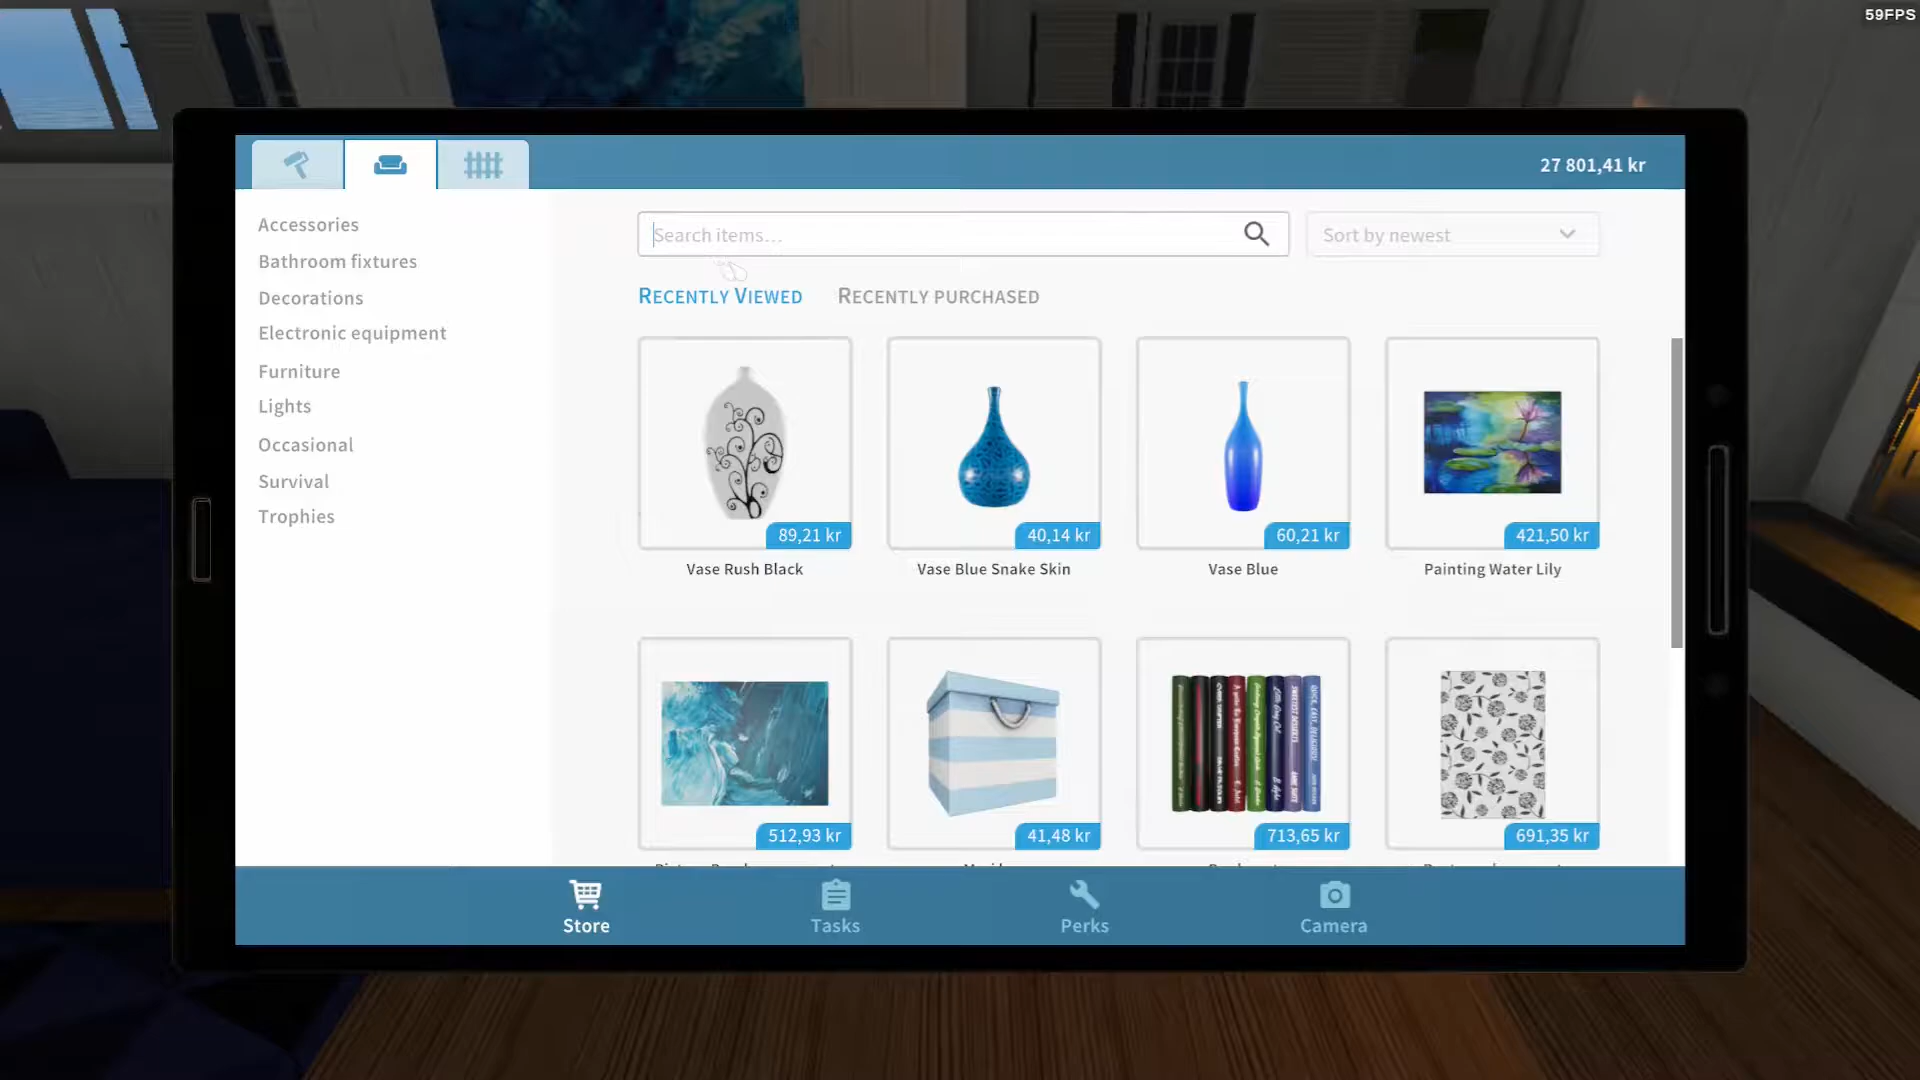 59FPS
27 801,41 kr
Search items...
Sort by newest
Accessories
Bathroom fixtures
Decorations
Electronic equipment
Furniture
Lights
Occasional
Survival
Trophies
RECENTLY VIEWED
RECENTLY PURCHASED
89,21 kr
40,14 kr
60,21 kr
421,50 kr
Vase Rush Black
Vase Blue Snake Skin
Vase Blue
Painting Water Lily
512,93 kr
41,48 kr
713,65 kr
691,35 kr
Store
Tasks
Perks
Camera